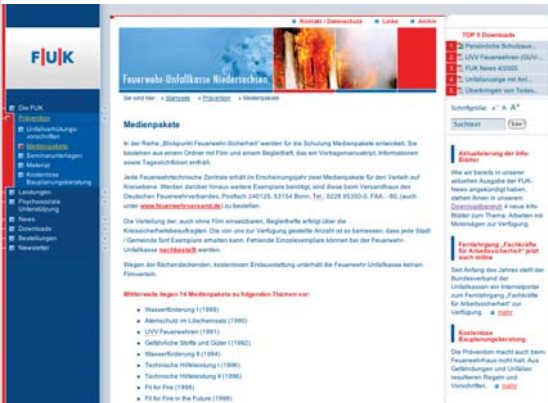 Kontakt / Datenschutz
Links
Archiv
F|U|K
Feuerwehr-Unfallkasse Niedersachsen
Sie sind hier: » Startseite » Prävention » Medienpakete
Die FUK
Prävention
Unfallverhütungs-
vorschriften
Medienpakete
Seminarunterlagen
Material
Kostenlose
Bauplanungsberatung
Leistungen
Psychosoziale
Unterstützung
News
Downloads
Bestellungen
Newsletter
Medienpakete
In der Reihe „Blickpunkt Feuerwehr-Sicherheit" werden für die Schulung Medienpakete entwickelt. Sie
bestehen aus einem Ordner mit Film und einem Begleitheft, das ein Vortragsmanuskript, Informationen
sowie Tageslichtfolien enthält.
Jede Feuerwehrtechnische Zentrale erhält im Erscheinungsjahr zwei Medienpakete für den Verleih auf
Kreisebene. Werden darüber hinaus weitere Exemplare benötigt, sind diese beim Versandhaus des
Deutschen Feuerwehrverbandes, Postfach 240125, 53154 Bonn, Tel. 0228 95350-0, FAX. -90, (auch
unter www.feuerwehrversand.de) zu bestellen.
Die Verteilung der, auch ohne Film einsetzbaren, Begleithefte erfolgt über die
Kreissicherheitsbeauftragten. Die von uns zur Verfügung gestellte Anzahl ist so bemessen, dass jede Stadt
/ Gemeinde fünf Exemplare erhalten kann. Fehlende Einzelexemplare können bei der Feuerwehr-
Unfallkasse nachbestellt werden.
Wegen der flächendeckenden, kostenlosen Erstausstattung unterhält die Feuerwehr-Unfallkasse keinen
Filmverleih.
Mittlerweile liegen 14 Medienpakete zu folgenden Themen vor:
Wasserförderung I (1989)
Atemschutz im Löscheinsatz (1990)
UVV Feuerwehren (1991)
Gefährliche Stoffe und Güter I (1992)
Wasserförderung II (1994)
Technische Hilfeleistung I (1996)
Technische Hilfeleistung II (1996)
Fit for Fire (1998)
Fit for Fire in the Future (1998)
TOP 5 Downloads
1 Persönliche Schutzaus...
2 UVV Feuerwehren (GUV-...
3 FUK News 4/2005
4 Unfallanzeige mit Anl...
5 Überbringen von Todes...
Schriftgröße: A- A A+
Suchtext
los
Aktualisierung der Info-
Blätter
Wie wir bereits in unserer
aktuellen Ausgabe der FUK-
News angekündigt haben,
stehen Ihnen in unserem
Downloadbereich 4 neue Info-
Blätter zum Thema: Arbeiten mit
Motorsägen zur Verfügung.
Fernlehrgang „Fachkräfte
für Arbeitssicherheit" jetzt
auch online
Seit Anfang des Jahres stellt der
Bundesverband der
Unfallkassen ein Internetportal
zum Fernlehrgang „Fachkräfte
für Arbeitssicherheit" zur
Verfügung. mehr
Kostenlose
Bauplanungsberatung
Die Prävention macht auch beim
Feuerwehrhaus nicht halt. Aus
Gefährdungen und Unfällen
resultieren Regeln und
Vorschriften. mehr